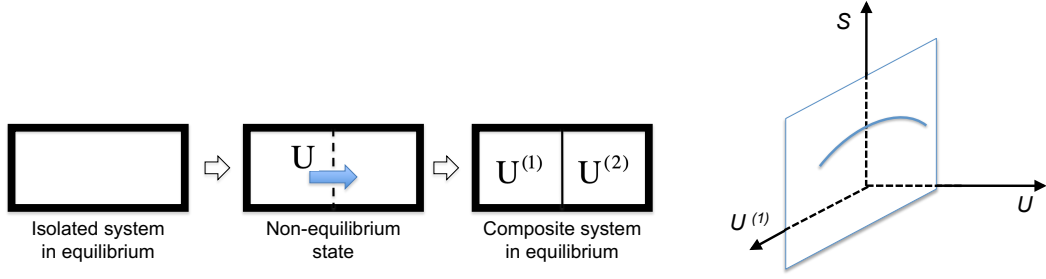 U
U(1)
U(2)
Isolated system
in equilibrium
Non-equilibrium
state
Composite system
in equilibrium
S
U (1)
U